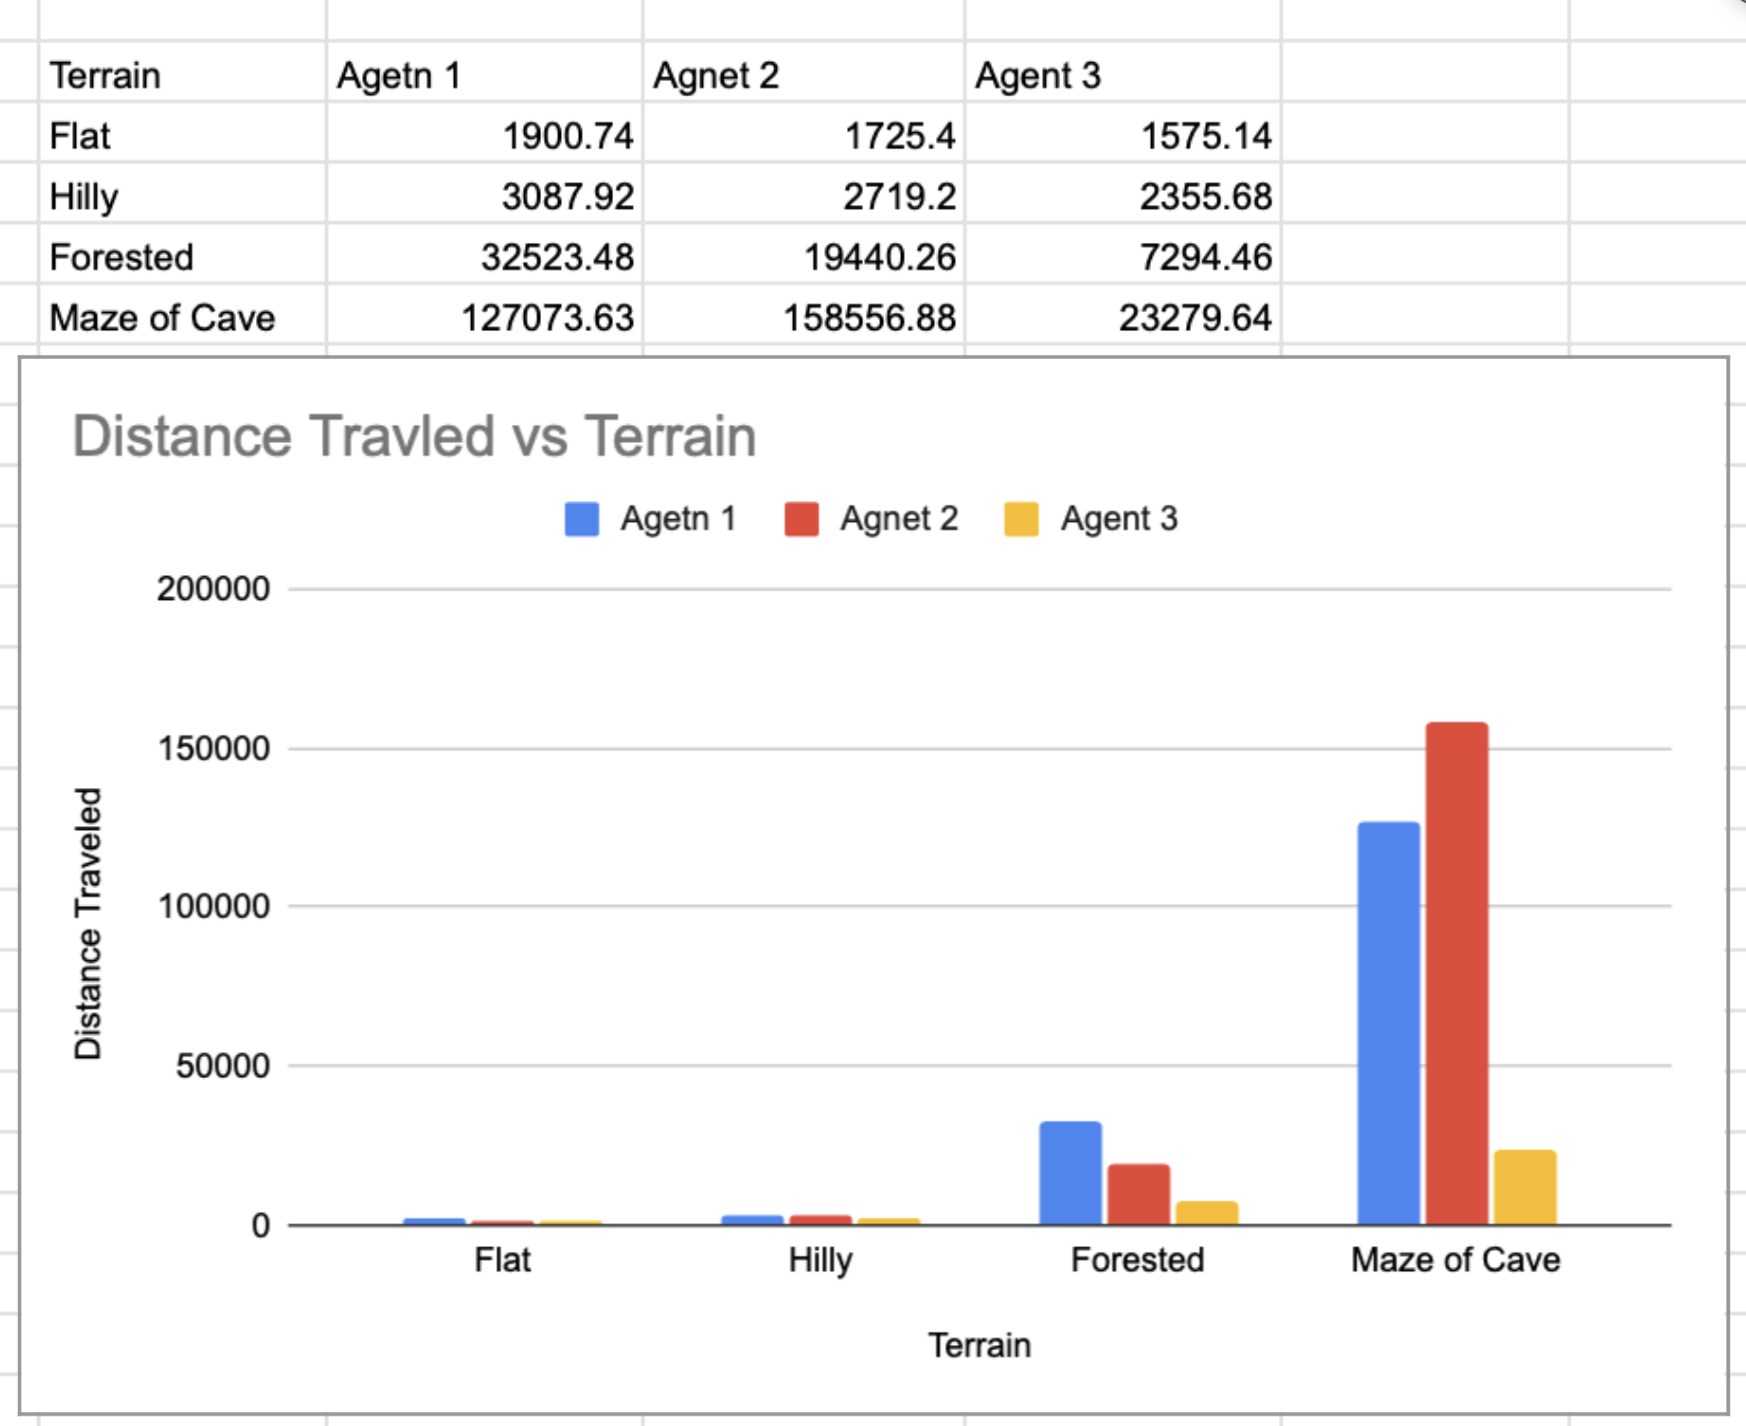 Terrain Agetn 1 Agnet 2 Agent 3
Flat 1900.74 1725.4 1575.14
Hilly 3087.92 2719.2 2355.68
Forested 32523.48 19440.26 7294.46
Maze of Cave 127073.63 158556.88 23279.64
Distance Travled vs Terrain
Agetn 1 Agnet 2 Agent 3
200000
150000
100000
50000
0
Distance Traveled
Flat Hilly Forested Maze of Cave
Terrain